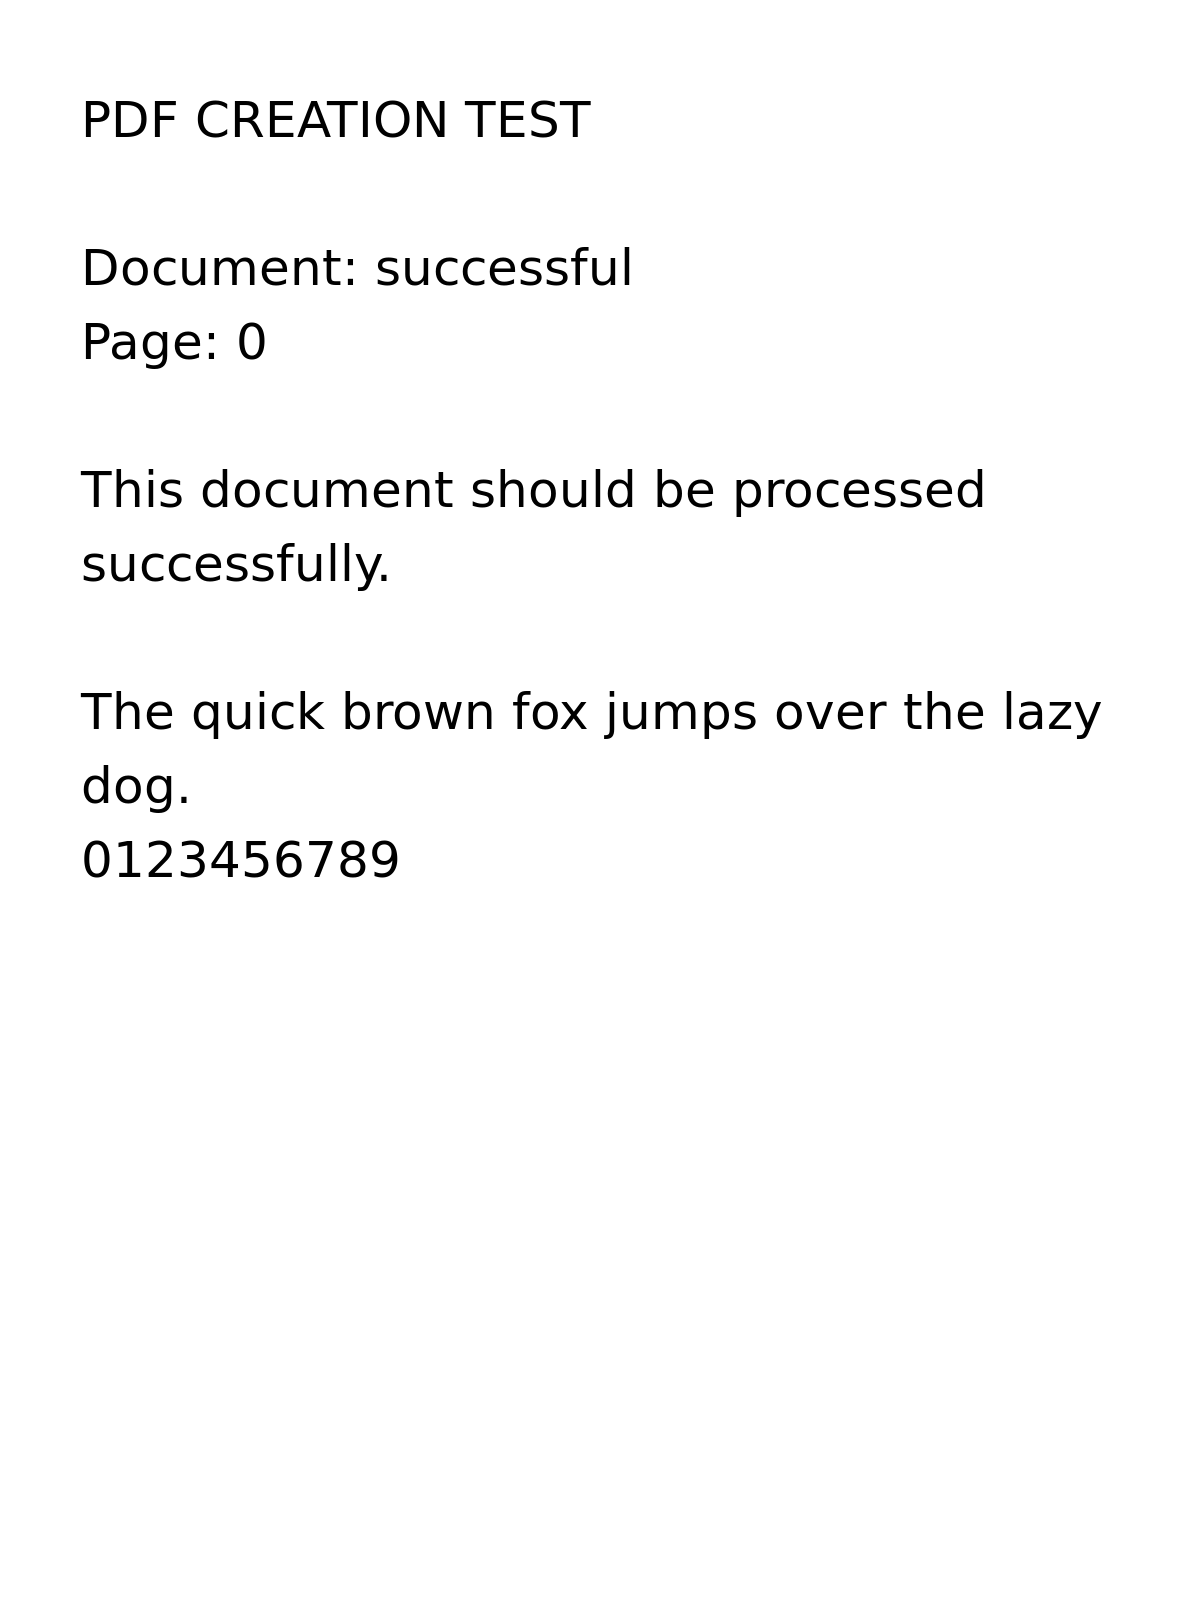 PDF CREATION TEST
Document: successful
Page: 0
This document should be processed
successfully.
The quick brown fox jumps over the lazy
dog.
0123456789